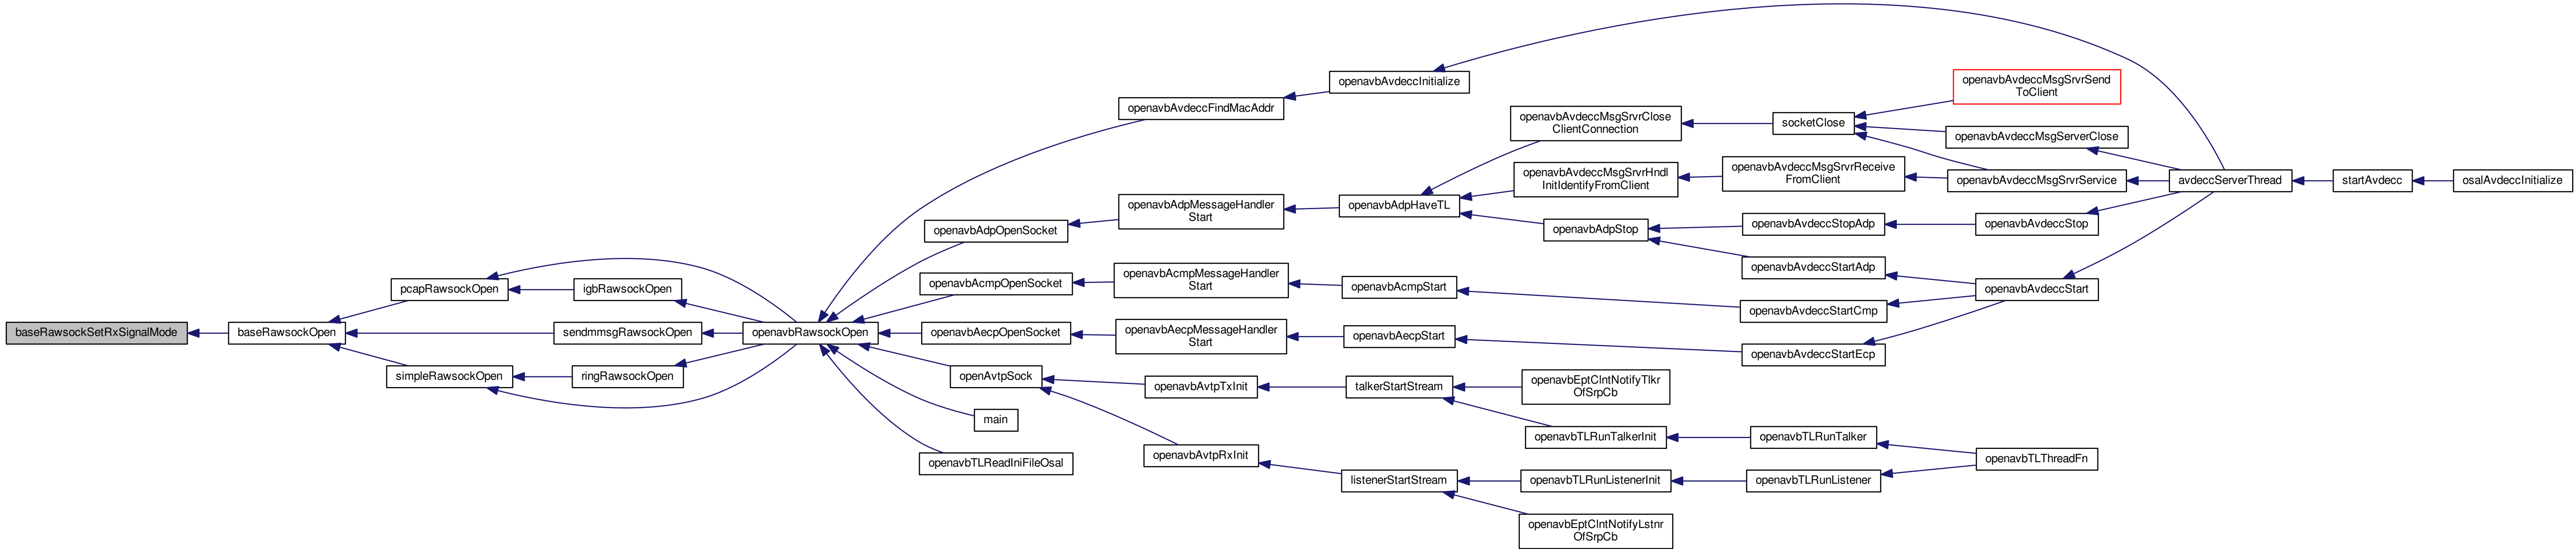 baseRawsockSetRxSignalMode
baseRawsockOpen
pcapRawsockOpen
sendmmsgRawsockOpen
simpleRawsockOpen
igbRawsockOpen
ringRawsockOpen
openavbRawsockOpen
openavbAvdeccFindMacAddr
openavbAdpOpenSocket
openavbAcmpOpenSocket
openavbAecpOpenSocket
openAvtpSock
main
openavbTLReadIniFileOsal
openavbAvdeccInitialize
openavbAdpMessageHandler
Start
openavbAcmpMessageHandler
Start
openavbAecpMessageHandler
Start
openavbAvtpTxInit
openavbAvtpRxInit
openavbAdpHaveTL
openavbAcmpStart
openavbAecpStart
talkerStartStream
listenerStartStream
openavbAvdeccMsgSrvrClose
ClientConnection
openavbAvdeccMsgSrvrHndl
InitIdentifyFromClient
openavbAdpStop
openavbEptClntNotifyTlkr
OfSrpCb
openavbTLRunTalkerInit
openavbTLRunListenerInit
openavbEptClntNotifyLstnr
OfSrpCb
socketClose
openavbAvdeccMsgSrvrReceive
FromClient
openavbAvdeccStopAdp
openavbAvdeccStartAdp
openavbAvdeccStartCmp
openavbAvdeccStartEcp
openavbTLRunTalker
openavbTLRunListener
openavbAvdeccMsgSrvrSend
ToClient
openavbAvdeccMsgServerClose
openavbAvdeccMsgSrvrService
openavbAvdeccStop
openavbAvdeccStart
openavbTLThreadFn
avdeccServerThread
startAvdecc
osalAvdeccInitialize